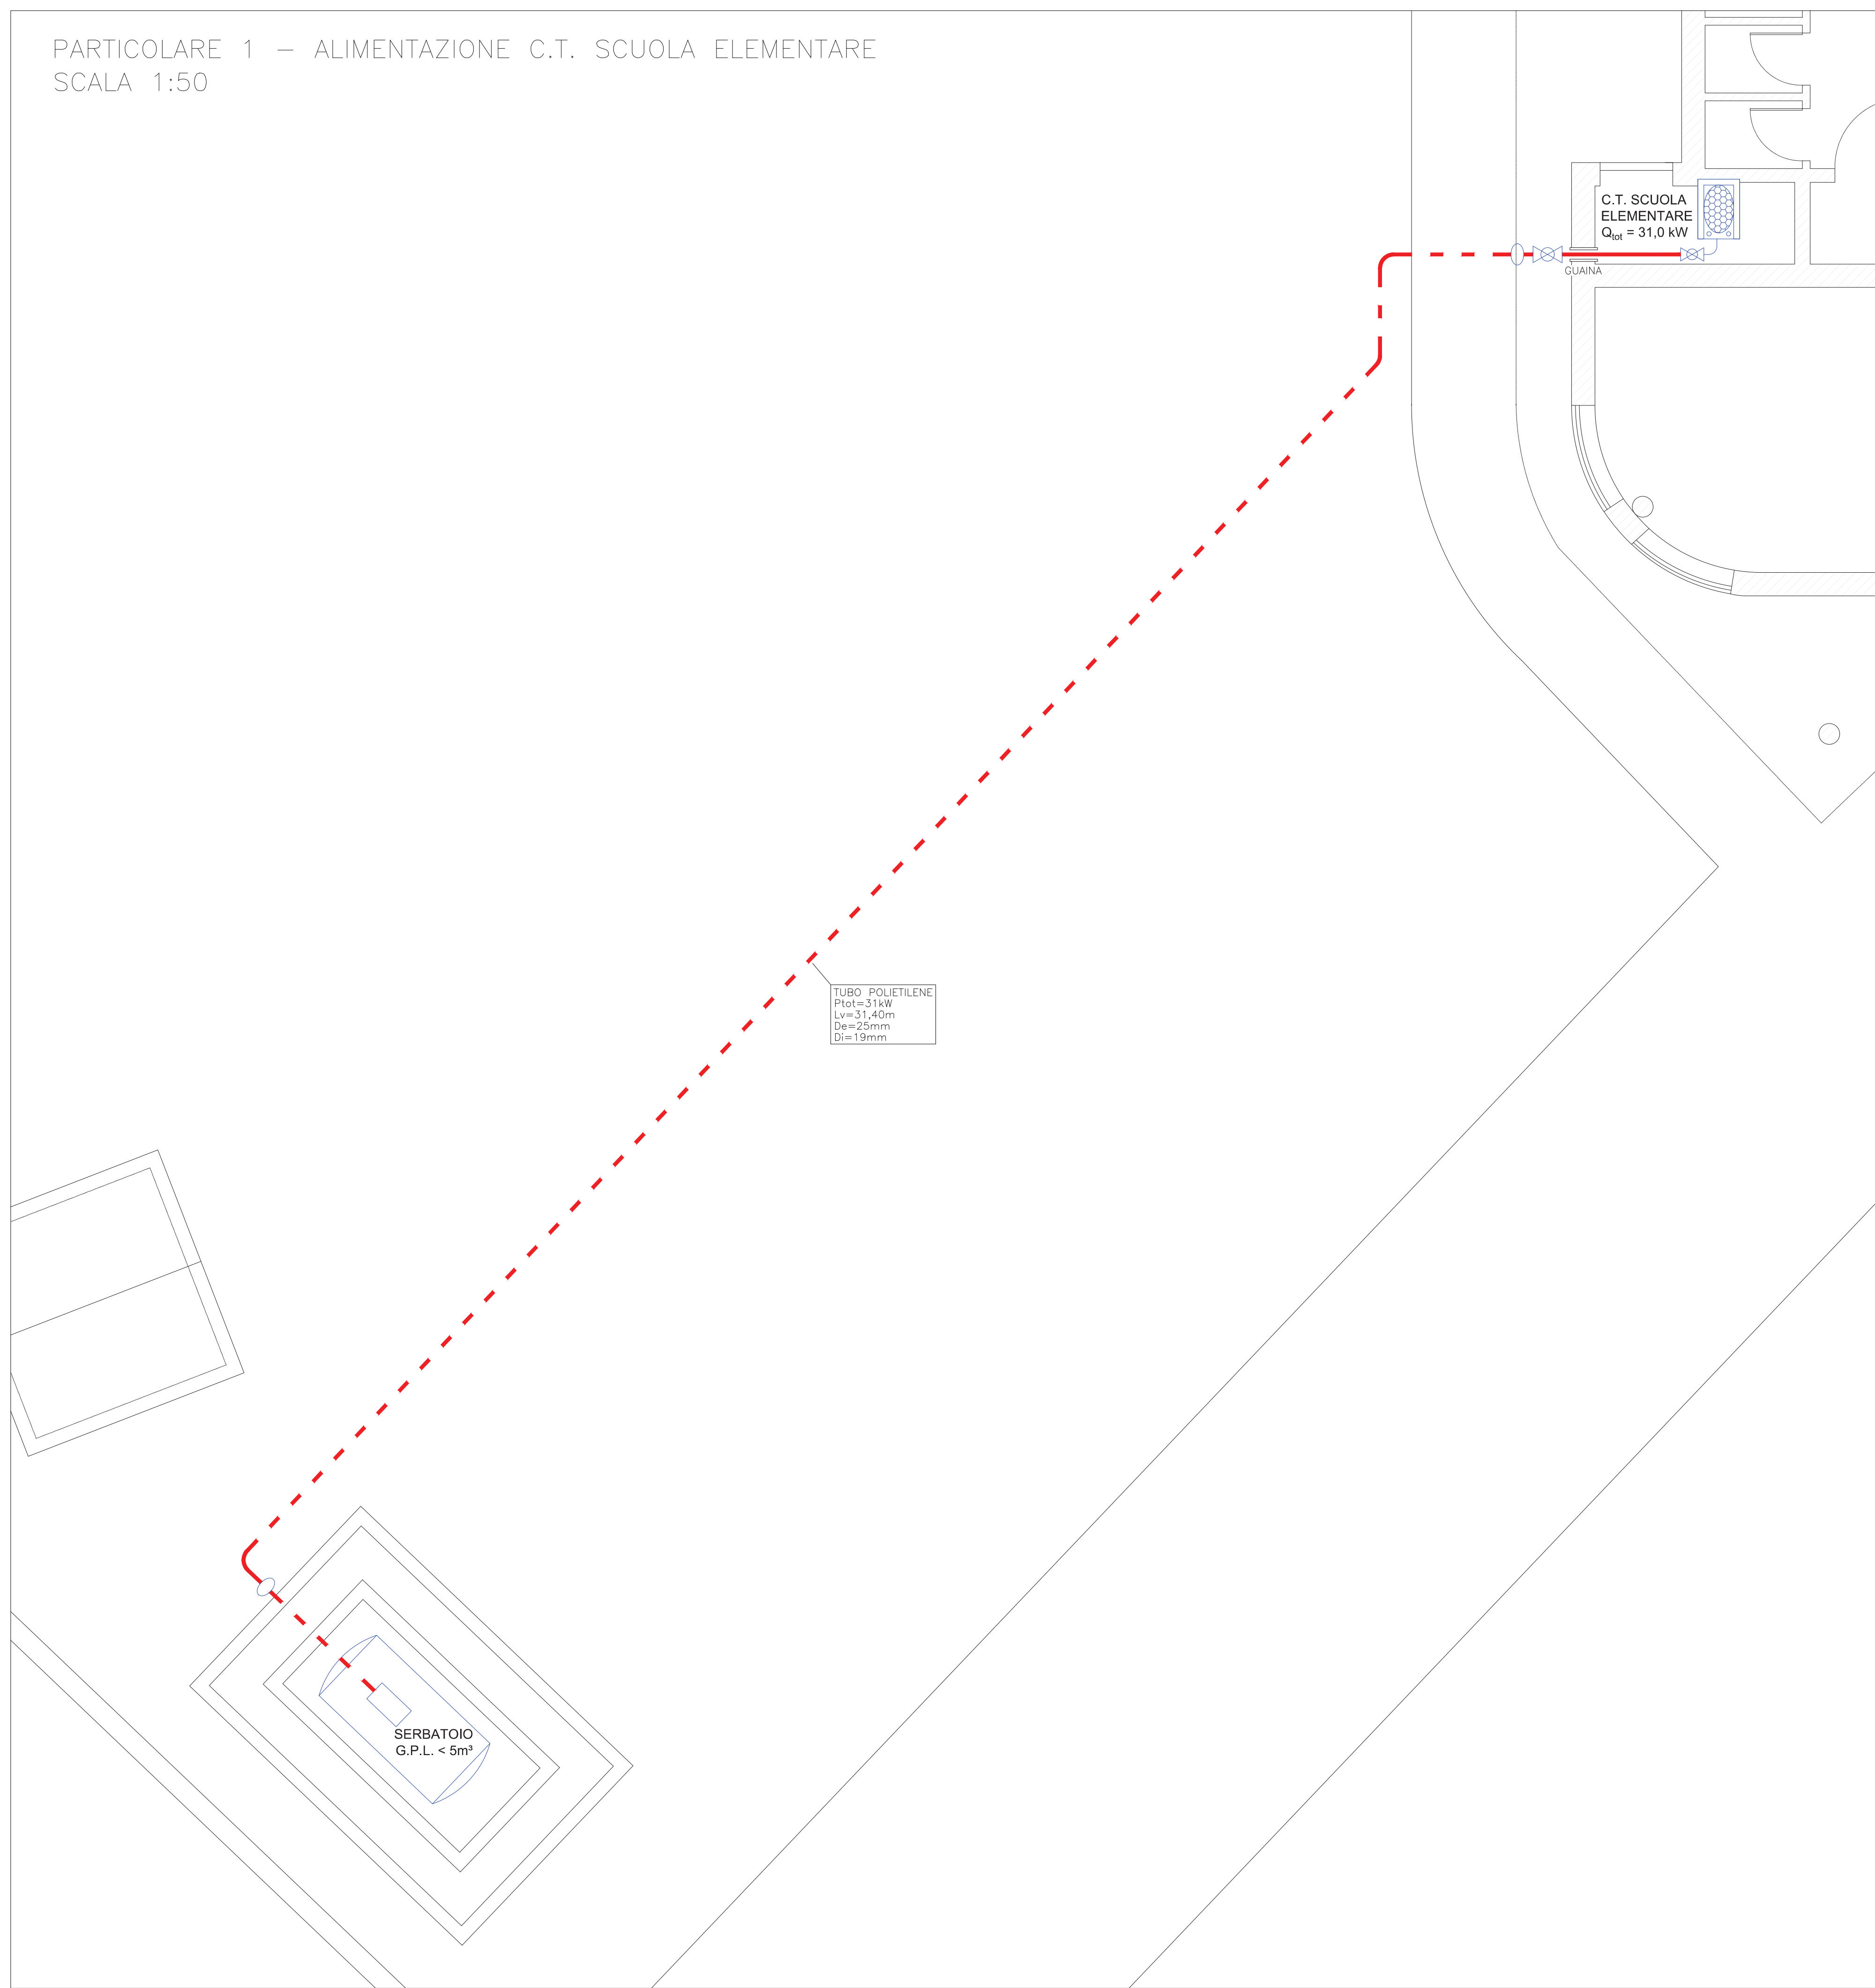 PARTICOLARE 1 – ALIMENTAZIONE C.T. SCUOLA ELEMENTARE
SCALA 1:50
C.T. SCUOLA
ELEMENTARE
Qtot = 31,0 kW
GUAINA
TUBO POLIETILENE
Ptot=31kW
Lv=31,40m
De=25mm
Di=19mm
SERBATOIO
G.P.L. < 5m³